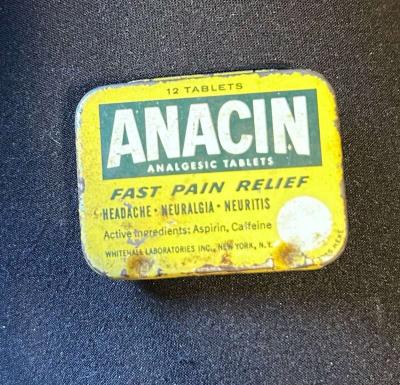 12 TABLETS
ANACIN
ANALGESIC TABLETS
FAST PAIN RELIEF
HEADACHE • NEURALGIA • NEURITIS
Active Ingredients: Aspirin, Caffeine
WHITEHALL LABORATORIES INC., NEW YORK, N.Y.